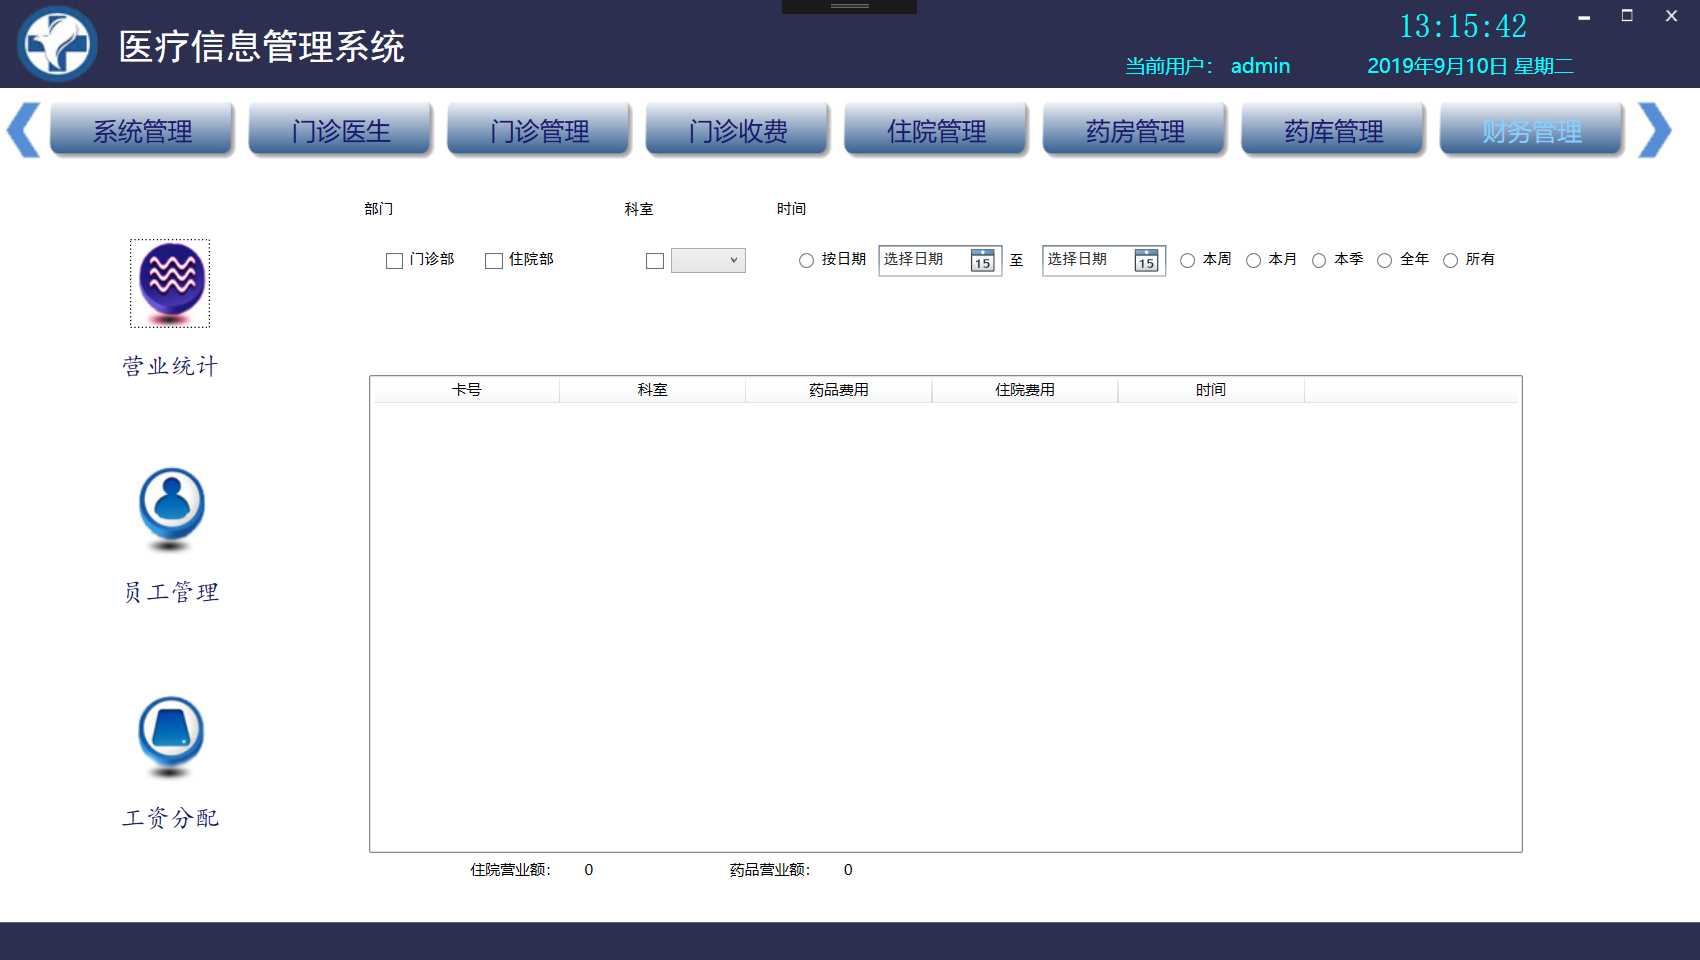 医疗信息管理系统
13:15:42
当前用户： admin
2019年9月10日 星期二
系统管理 门诊医生 门诊管理 门诊收费 住院管理 药房管理 药库管理 财务管理
部门 科室 时间
门诊部 住院部 按日期 选择日期 15 至 选择日期 15 本周 本月 本季 全年 所有
营业统计
卡号 科室 药品费用 住院费用 时间
员工管理
工资分配
住院营业额： 0 药品营业额： 0